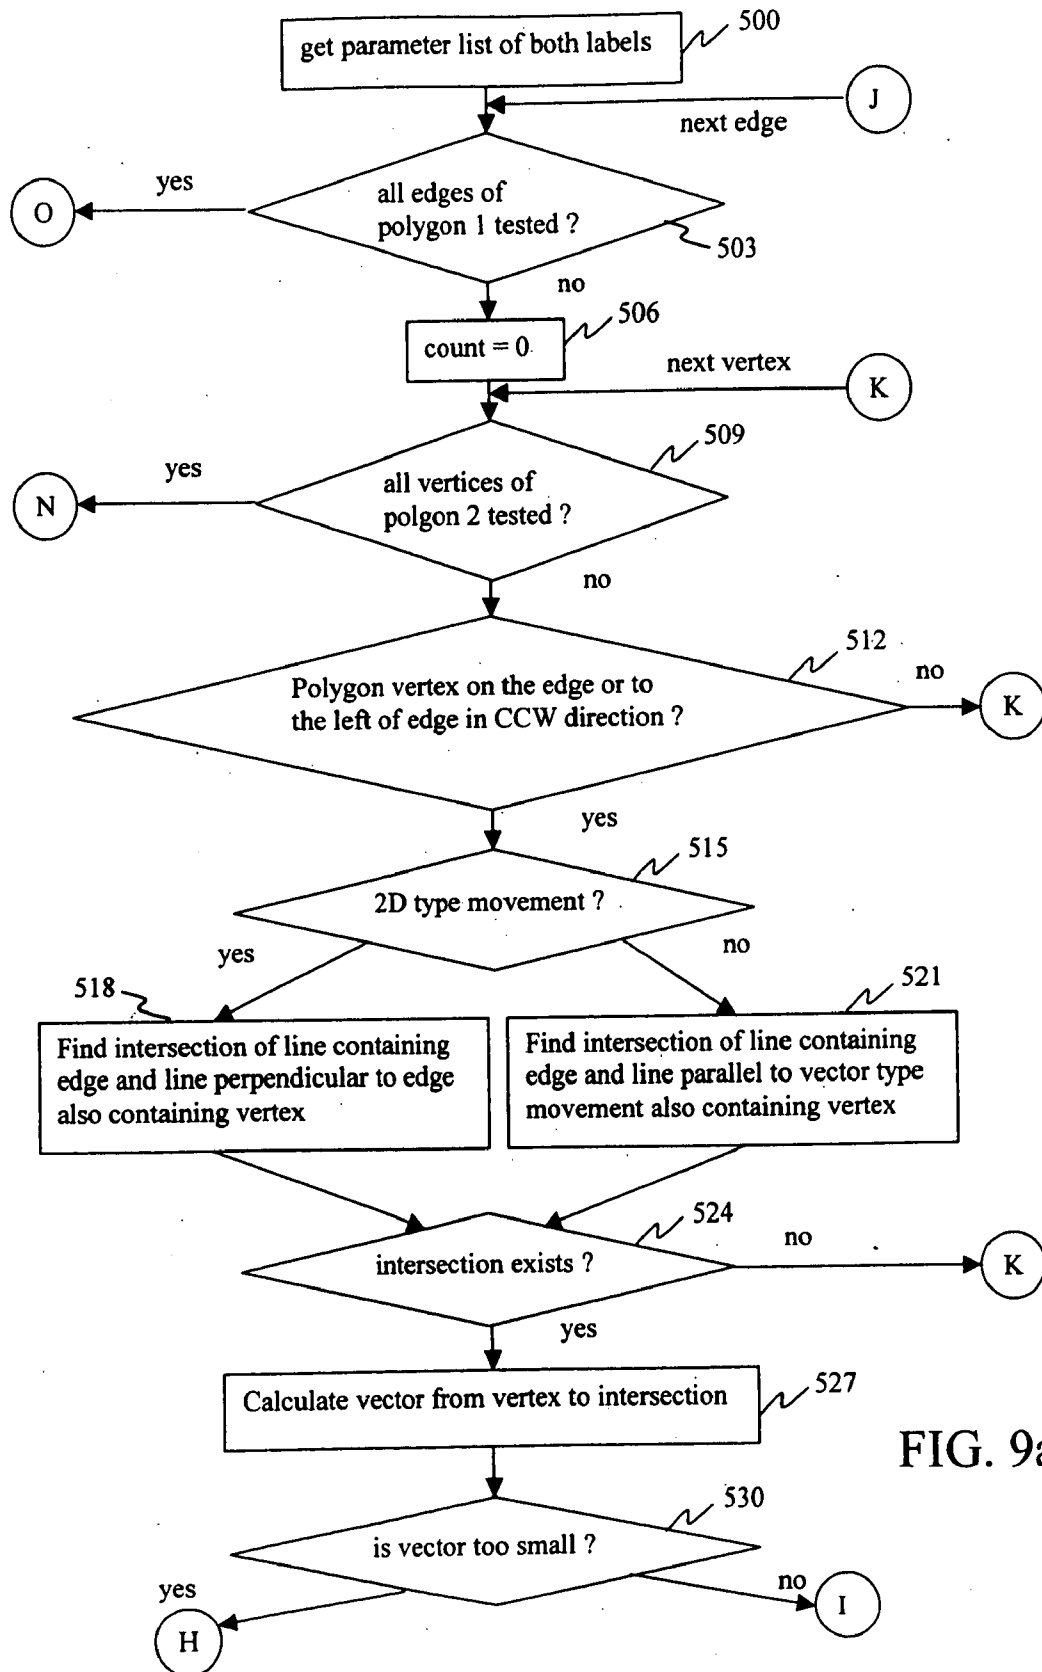 500
get parameter list of both labels
J
next edge
yes
O
all edges of
polygon 1 tested ?
503
no
506
count = 0
next vertex
K
509
yes
N
all vertices of
polgon 2 tested ?
no
512
no
Polygon vertex on the edge or to
the left of edge in CCW direction ?
K
yes
515
2D type movement ?
yes
no
518
521
Find intersection of line containing
edge and line perpendicular to edge
also containing vertex
Find intersection of line containing
edge and line parallel to vector type
movement also containing vertex
524
no
intersection exists ?
K
yes
527
Calculate vector from vertex to intersection
FIG. 9a
530
is vector too small ?
yes
no
H
I